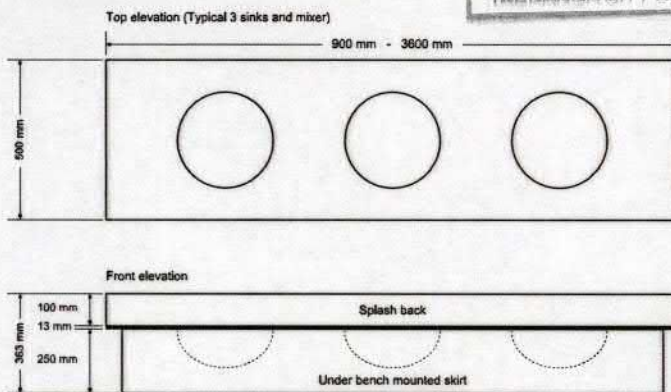 Top elevation (Typical 3 sinks and mixer)
900 mm - 3600 mm
mm
Front elevation
100 mm
Splash back
13 mm
363 mm
250 mm
Under bench mounted skirt